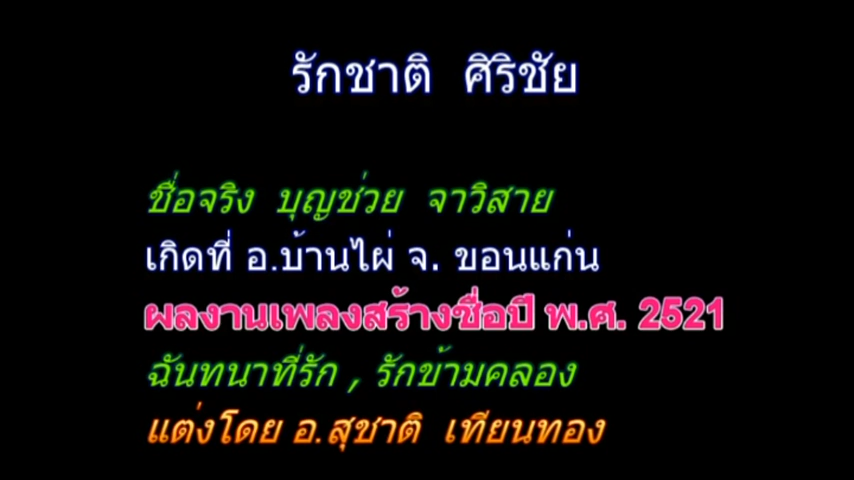 รักชาติ ศิริชัย
ชื่อจริง บุญช่วย จาวิสาย
เกิดที่ อ.บ้านไผ่ จ. ขอนแก่น
ผลงานเพลงสร้างชื่อปี พ.ศ. 2521
ฉันทนาที่รัก , รักข้ามคลอง
แต่งโดย อ.สุชาติ เทียนทอง